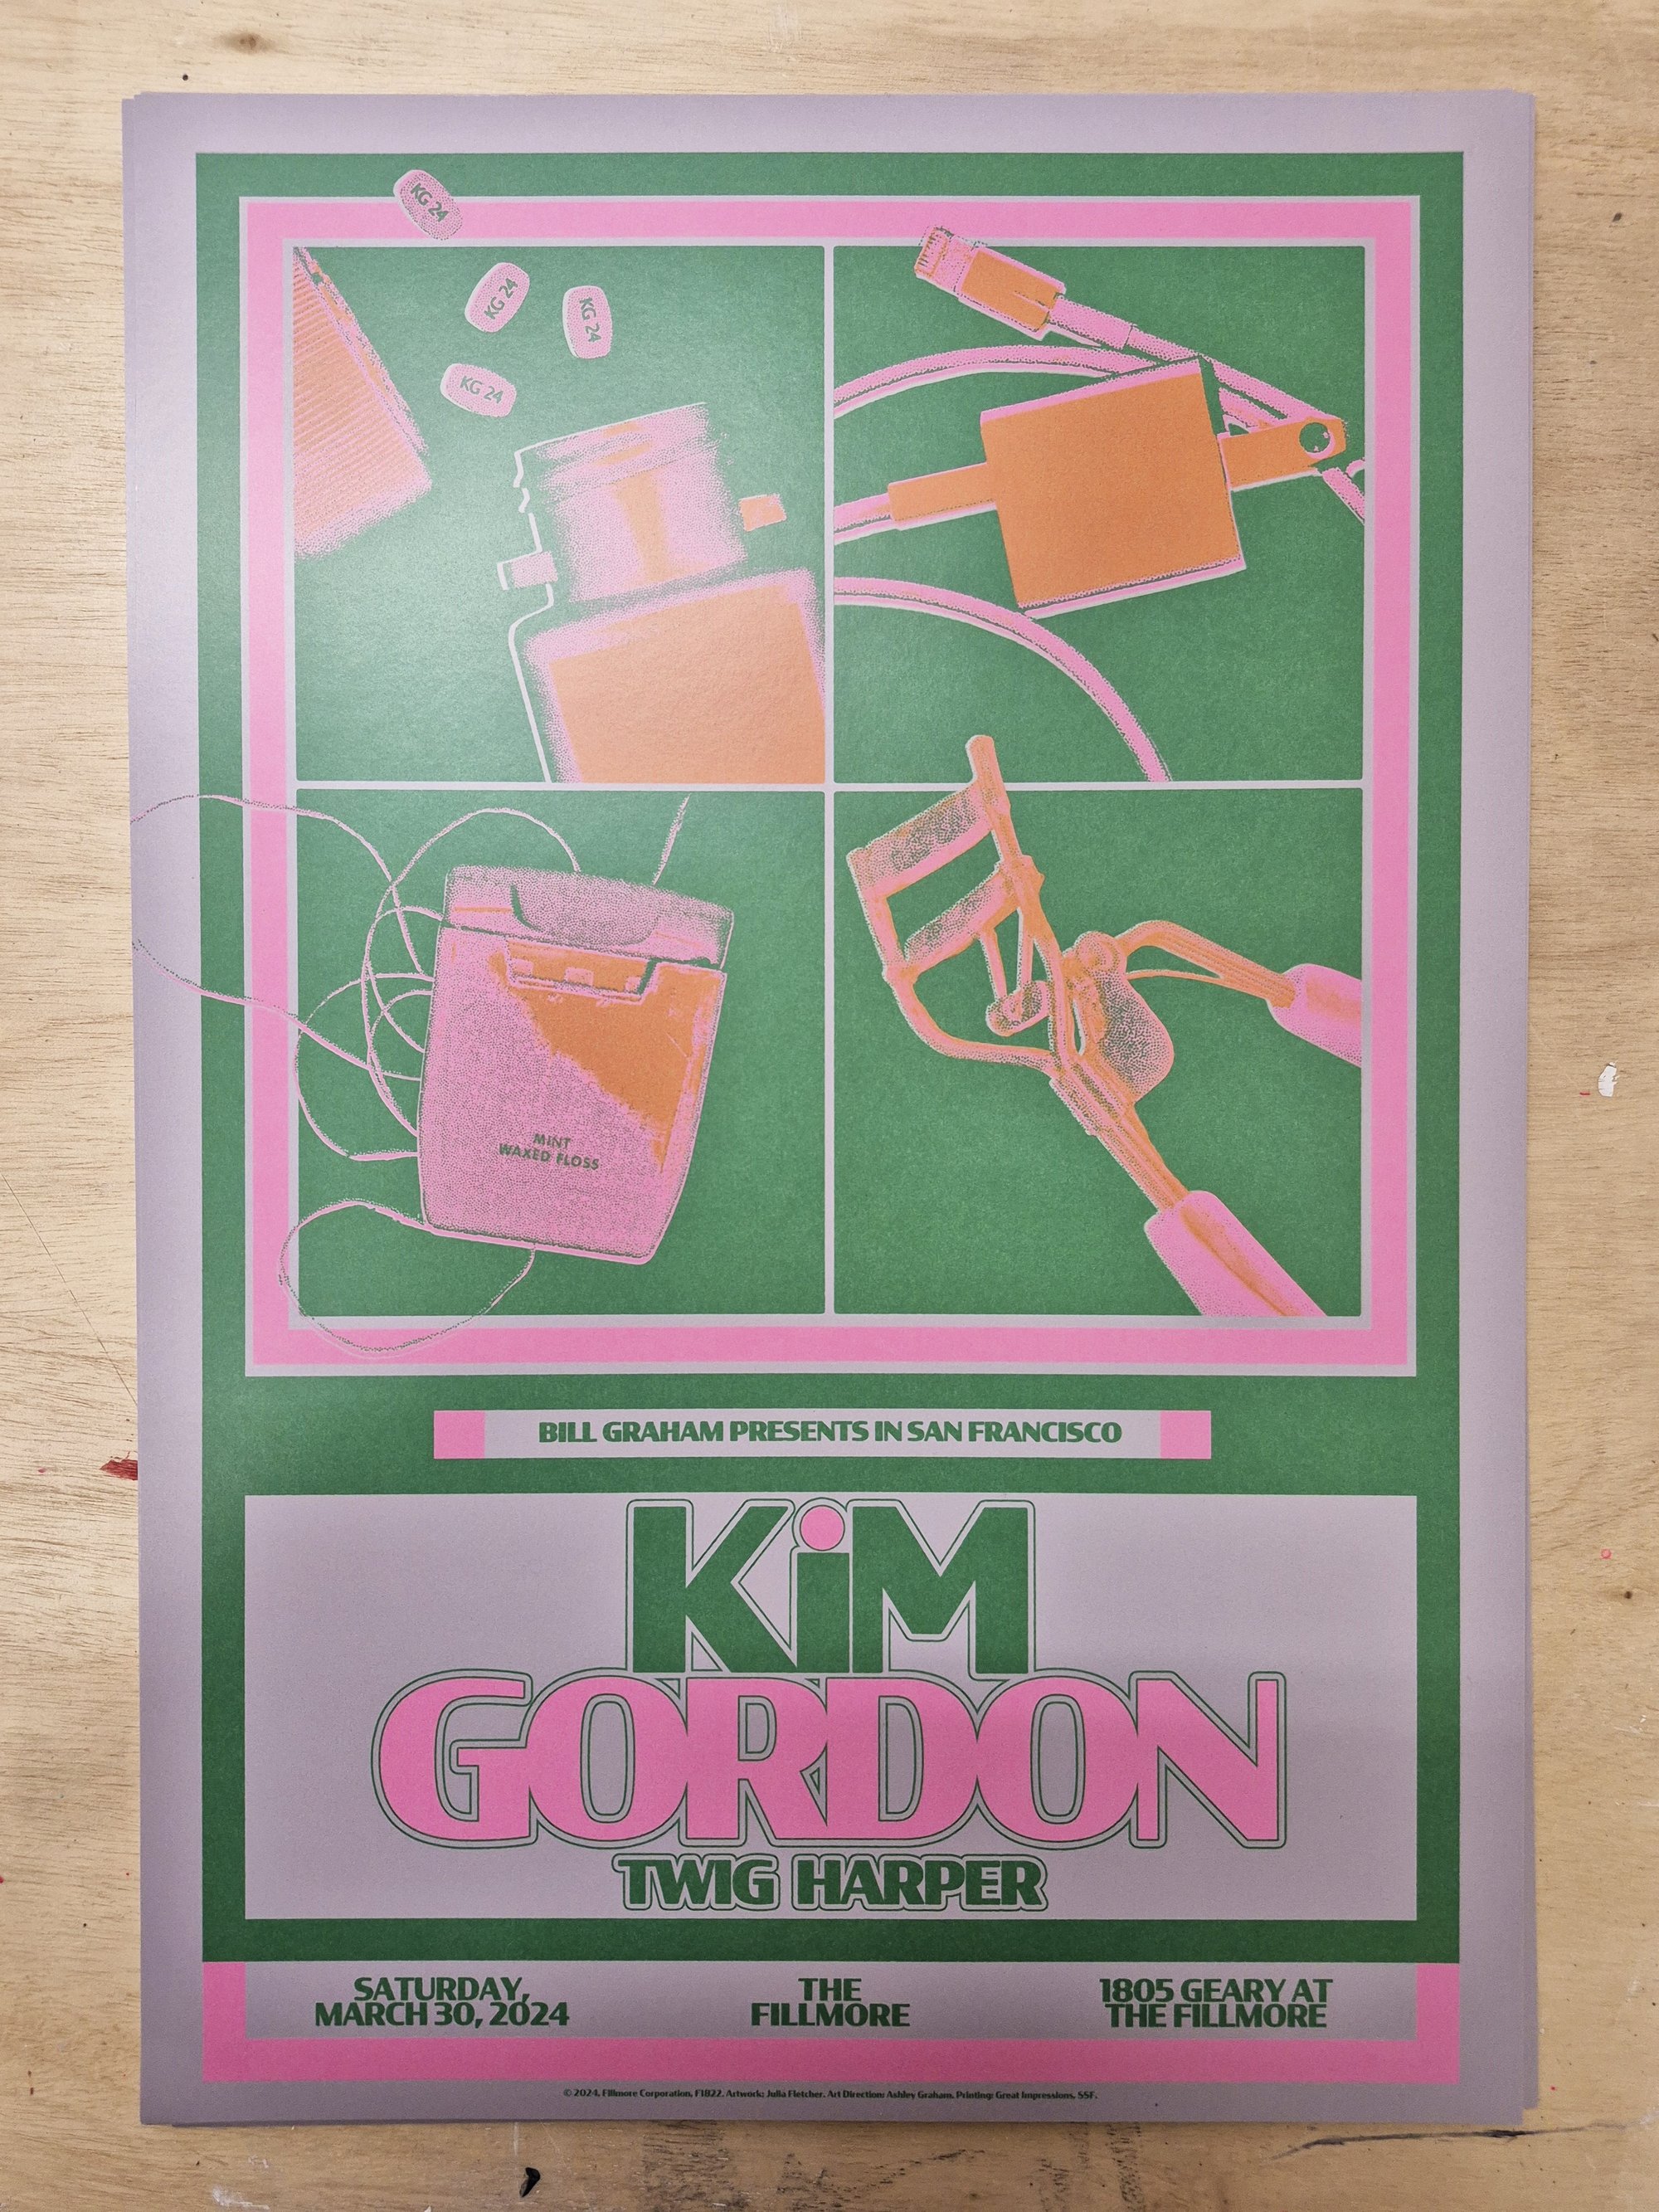 KG 24
KG 24
KG 24
KG 24
MINT
WAXED FLOSS
BILL GRAHAM PRESENTS IN SAN FRANCISCO
KiM
GORDON
TWIG HARPER
SATURDAY,
MARCH 30, 2024
THE
FILLMORE
1805 GEARY AT
THE FILLMORE
© 2024, Fillmore Corporation, F1822. Artwork: Julia Fletcher. Art Direction: Ashley Graham. Printing: Great Impressions, SSF.